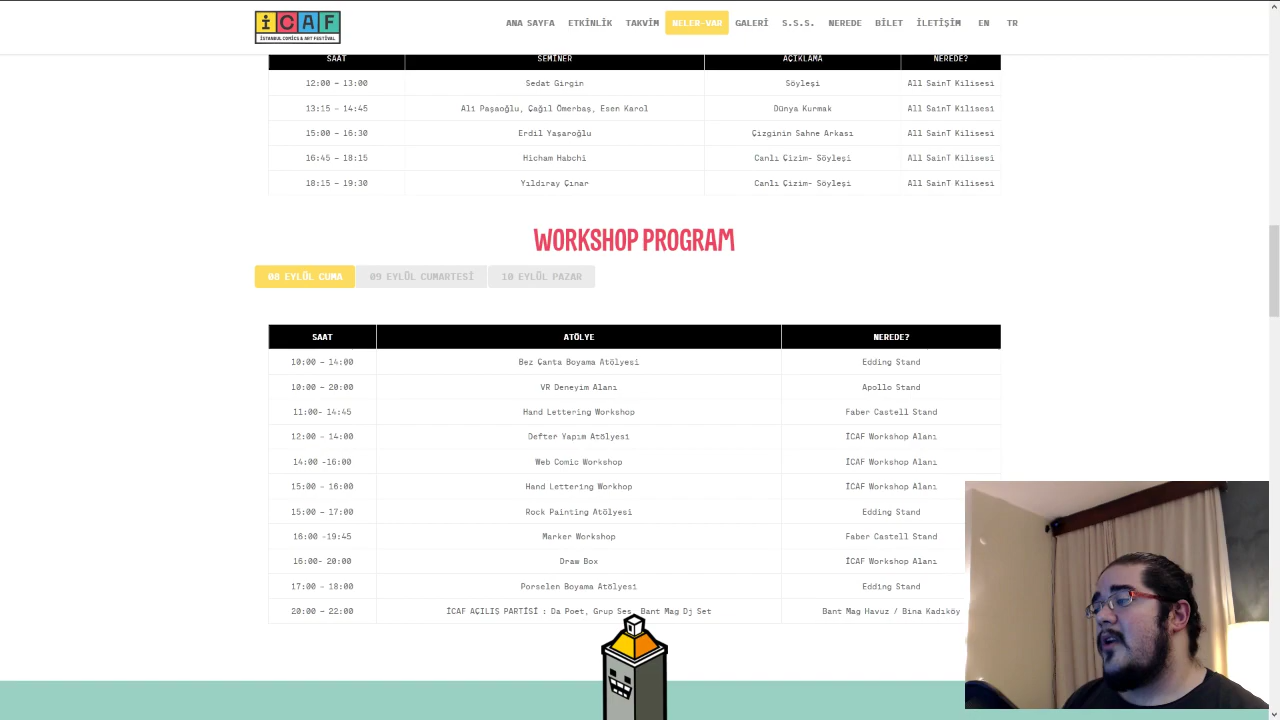 İCAF
İSTANBUL COMICS & ART FESTIVAL
ANA SAYFA ETKİNLİK TAKVİM NELER-VAR GALERİ S.S.S. NEREDE BİLET İLETİŞİM EN TR
SAAT SEMİNER AÇIKLAMA NEREDE?
12:00 – 13:00 Sedat Girgin Söyleşi All SainT Kilisesi
13:15 – 14:45 Ali Paşaoğlu, Çağıl Ömerbaş, Esen Karol Dünya Kurmak All SainT Kilisesi
15:00 – 16:30 Erdil Yaşaroğlu Çizginin Sahne Arkası All SainT Kilisesi
16:45 – 18:15 Hicham Habchi Canlı Çizim- Söyleşi All SainT Kilisesi
18:15 – 19:30 Yıldıray Çınar Canlı Çizim- Söyleşi All SainT Kilisesi
WORKSHOP PROGRAM
08 EYLÜL CUMA 09 EYLÜL CUMARTESİ 10 EYLÜL PAZAR
SAAT ATÖLYE NEREDE?
10:00 – 14:00 Bez Çanta Boyama Atölyesi Edding Stand
10:00 – 20:00 VR Deneyim Alanı Apollo Stand
11:00- 14:45 Hand Lettering Workshop Faber Castell Stand
12:00 – 14:00 Defter Yapım Atölyesi İCAF Workshop Alanı
14:00 -16:00 Web Comic Workshop İCAF Workshop Alanı
15:00 – 16:00 Hand Lettering Workhop İCAF Workshop Alanı
15:00 – 17:00 Rock Painting Atölyesi Edding Stand
16:00 -19:45 Marker Workshop Faber Castell Stand
16:00- 20:00 Draw Box İCAF Workshop Alanı
17:00 – 18:00 Porselen Boyama Atölyesi Edding Stand
20:00 – 22:00 İCAF AÇILIŞ PARTİSİ : Da Poet, Grup Ses, Bant Mag Dj Set Bant Mag Havuz / Bina Kadıköy